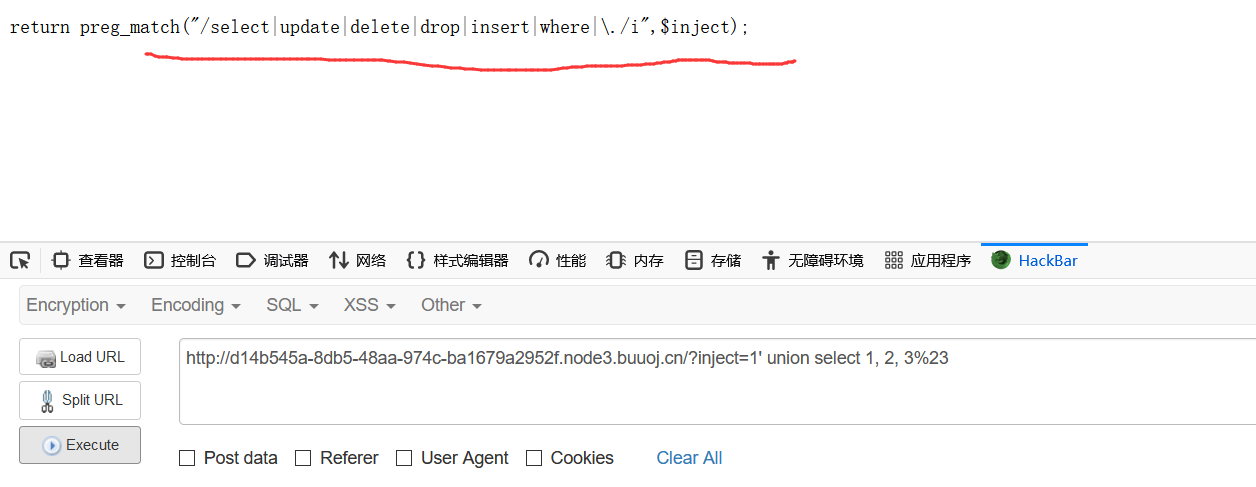 return preg_match("/select|update|delete|drop|insert|where|\./i",$inject);
查看器 控制台 调试器 网络 样式编辑器 性能 内存 存储 无障碍环境 应用程序 HackBar
Encryption Encoding SQL XSS Other
Load URL http://d14b545a-8db5-48aa-974c-ba1679a2952f.node3.buuoj.cn/?inject=1' union select 1, 2, 3%23
Split URL
Execute
Post data Referer User Agent Cookies Clear All